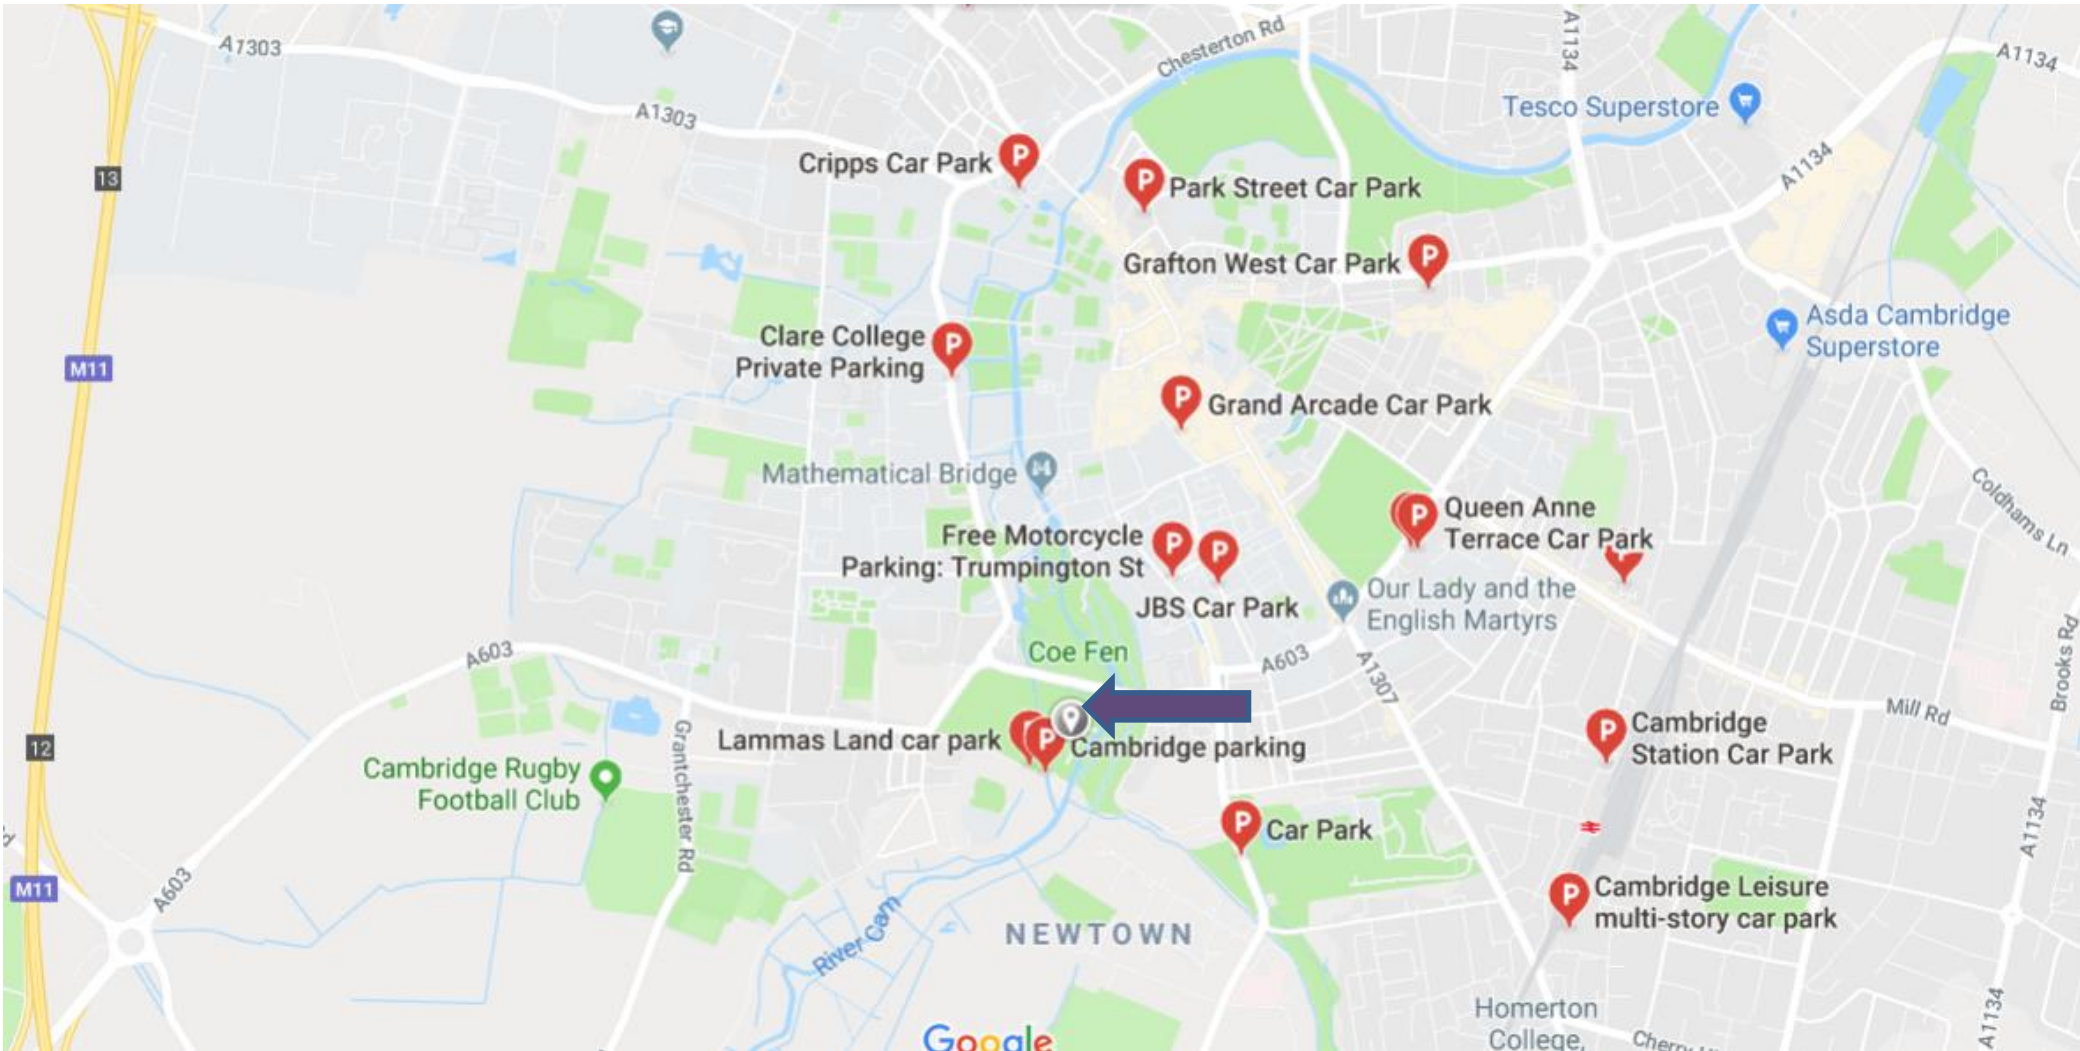 A1303
A1303
Chesterton Rd
A1134
A1134
Tesco Superstore
Cripps Car Park
P
P
Park Street Car Park
A1134
13
Grafton West Car Park
P
Clare College
Private Parking
P
Asda Cambridge
Superstore
M11
P
Grand Arcade Car Park
Mathematical Bridge
Coldhams Ln
P
Queen Anne
Terrace Car Park
Free Motorcycle
Parking: Trumpington St
P
P
JBS Car Park
Our Lady and the
English Martyrs
A603
Coe Fen
A603
A1307
Brooks Rd
Mill Rd
12
Lammas Land car park
P
Cambridge parking
P
Cambridge
Station Car Park
Grantchester Rd
Cambridge Rugby
Football Club
P
Car Park
A1134
M11
A603
P
Cambridge Leisure
multi-story car park
River Cam
NEWTOWN
Homerton
College,
A1134
Google